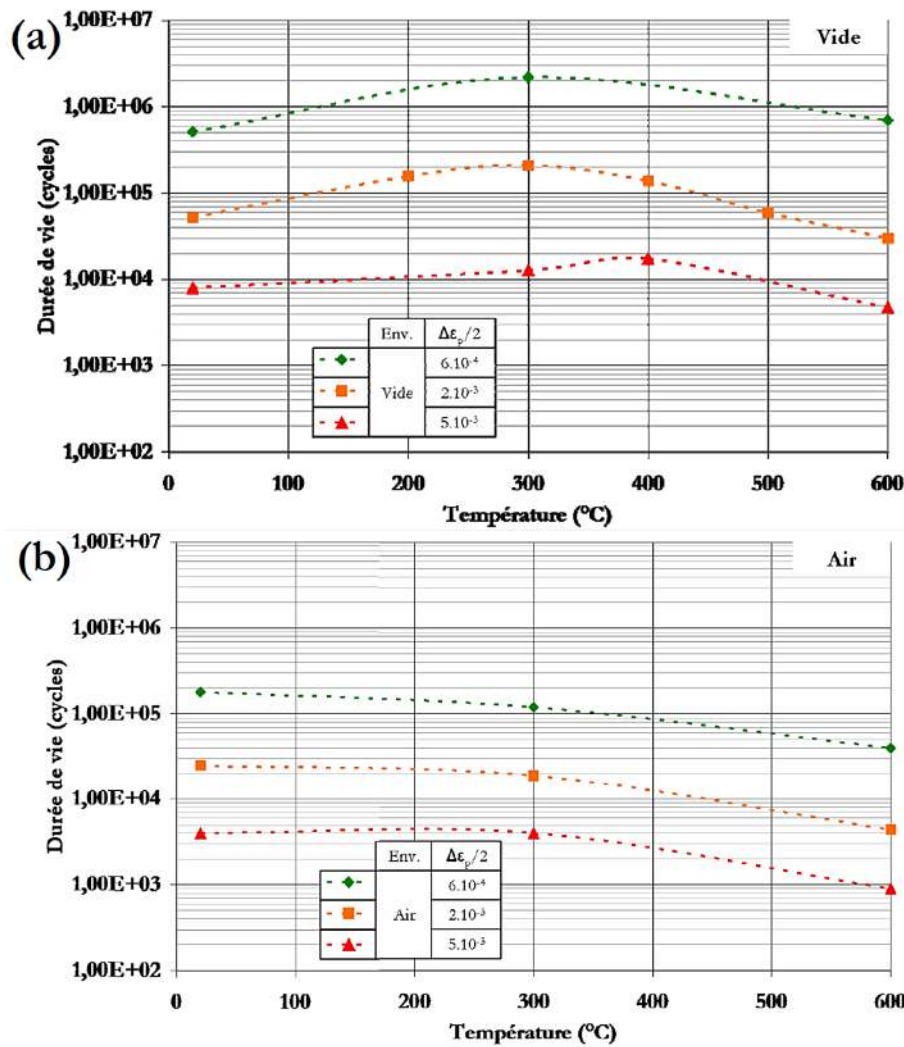 (a)
Vide
Durée de vie (cycles)
1,00E+07
1,00E+06
1,00E+05
1,00E+04
1,00E+03
1,00E+02
Env. Δεp/2
6.10-4
Vide 2.10-3
5.10-3
0 100 200 300 400 500 600
Température (°C)
(b)
Air
Durée de vie (cycles)
1,00E+07
1,00E+06
1,00E+05
1,00E+04
1,00E+03
1,00E+02
Env. Δεp/2
6.10-4
Air 2.10-3
5.10-3
0 100 200 300 400 500 600
Température (°C)